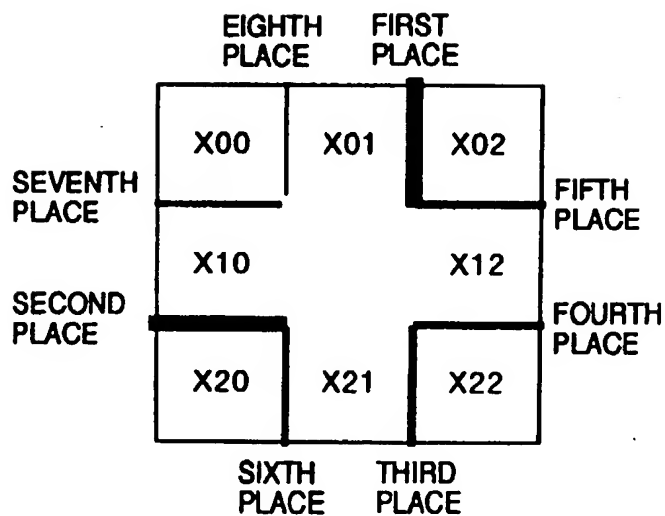 EIGHTH PLACE
FIRST PLACE
X00 X01 X02
SEVENTH PLACE
FIFTH PLACE
X10 X12
SECOND PLACE
FOURTH PLACE
X20 X21 X22
SIXTH PLACE
THIRD PLACE